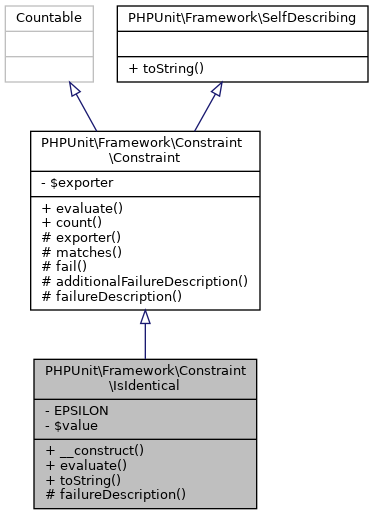 Countable
PHPUnit\Framework\SelfDescribing
+ toString()
PHPUnit\Framework\Constraint
\Constraint
- $exporter
+ evaluate()
+ count()
# exporter()
# matches()
# fail()
# additionalFailureDescription()
# failureDescription()
PHPUnit\Framework\Constraint
\IsIdentical
- EPSILON
- $value
+ __construct()
+ evaluate()
+ toString()
# failureDescription()